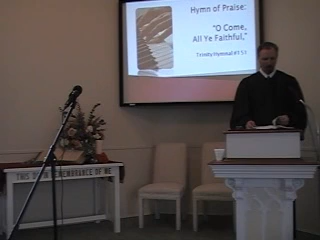 Hymn of Praise:
"O Come,
All Ye Faithful,"
Trinity Hymnal #151
THIS DO IN REMEMBRANCE OF ME